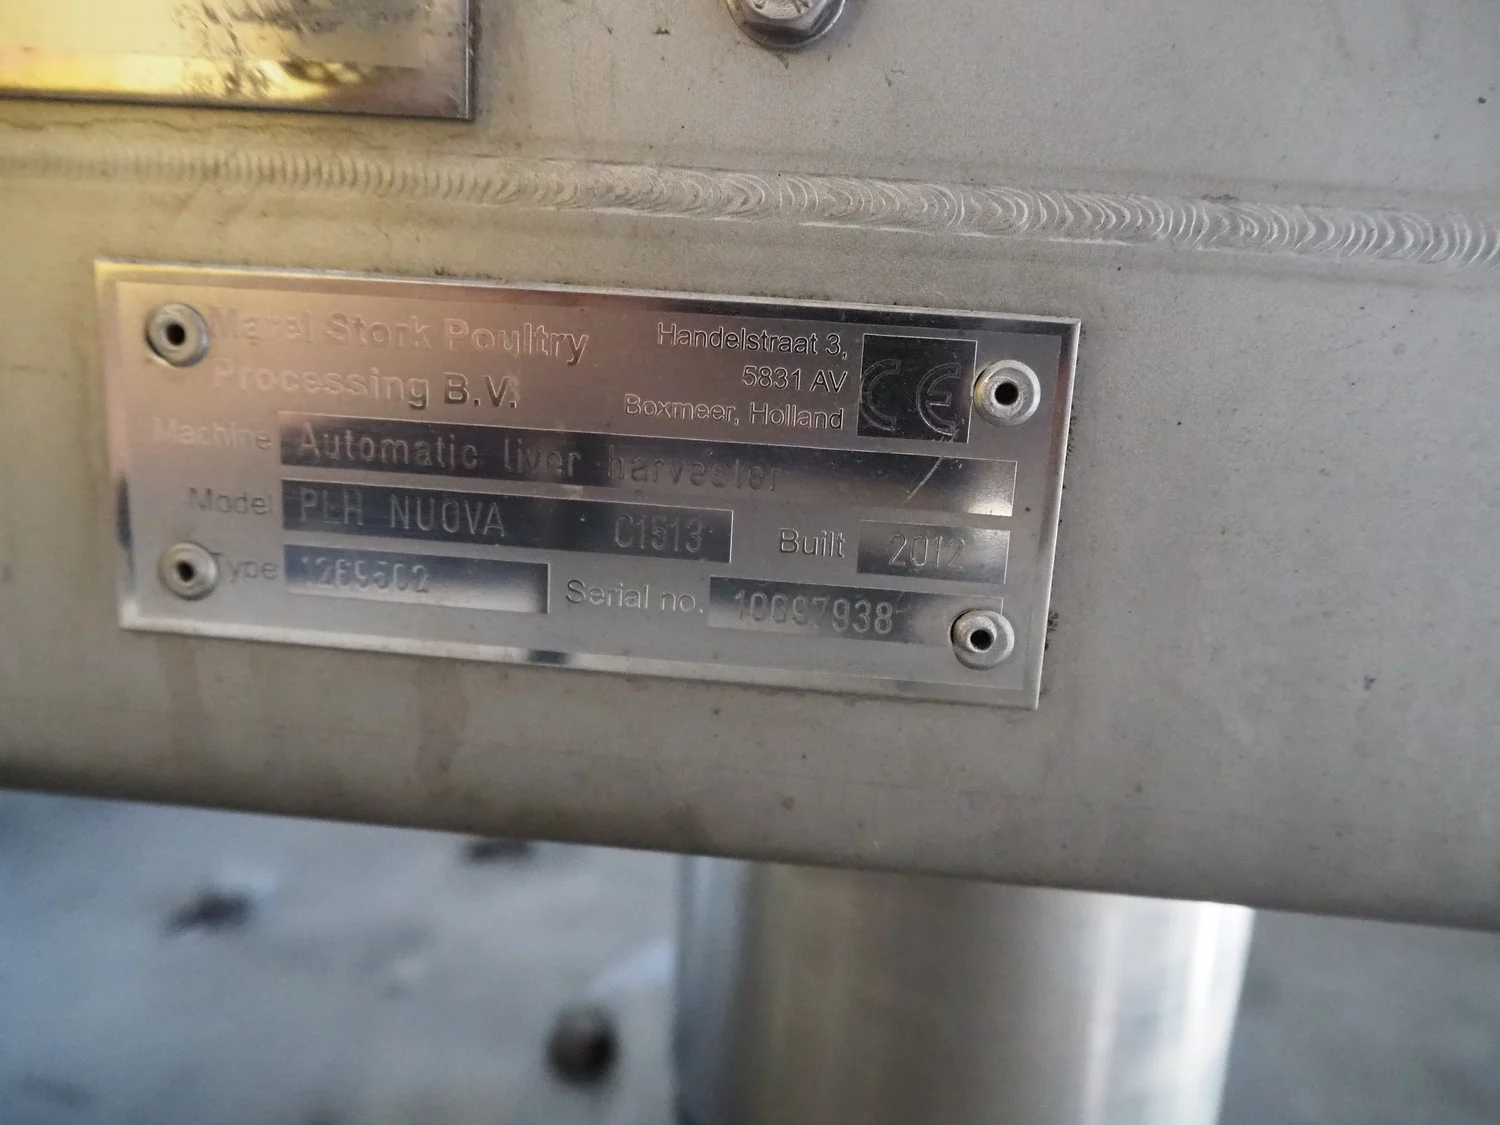 Marel Stork Poultry
Processing B.V.
Handelstraat 3,
5831 AV
Boxmeer, Holland
CE
Machine Automatic liver harvester
Model PLH NUOVA C1513 Built 2012
Type 1269502 Serial no.